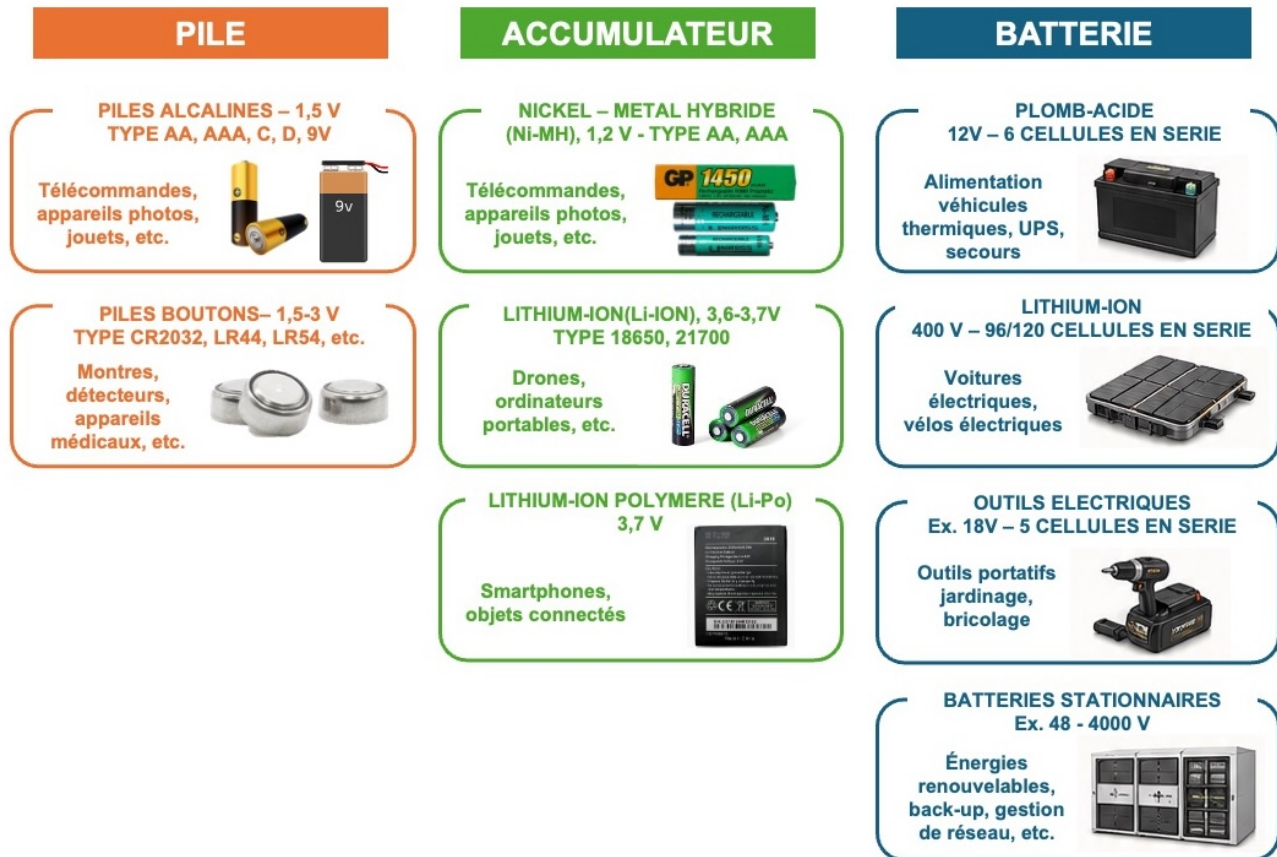 PILE
PILES ALCALINES – 1,5 V
TYPE AA, AAA, C, D, 9V
Télécommandes,
appareils photos,
jouets, etc.
9v
PILES BOUTONS– 1,5-3 V
TYPE CR2032, LR44, LR54, etc.
Montres,
détecteurs,
appareils
médicaux, etc.
ACCUMULATEUR
NICKEL – METAL HYBRIDE
(Ni-MH), 1,2 V - TYPE AA, AAA
Télécommandes,
appareils photos,
jouets, etc.
GP 1450
RECHARGEABLE
LITHIUM-ION(Li-ION), 3,6-3,7V
TYPE 18650, 21700
Drones,
ordinateurs
portables, etc.
DURACELL
DURACELL
LITHIUM-ION POLYMERE (Li-Po)
3,7 V
Smartphones,
objets connectés
BATTERIE
PLOMB-ACIDE
12V – 6 CELLULES EN SERIE
Alimentation
véhicules
thermiques, UPS,
secours
LITHIUM-ION
400 V – 96/120 CELLULES EN SERIE
Voitures
électriques,
vélos électriques
OUTILS ELECTRIQUES
Ex. 18V – 5 CELLULES EN SERIE
Outils portatifs
jardinage,
bricolage
BATTERIES STATIONNAIRES
Ex. 48 - 4000 V
Énergies
renouvelables,
back-up, gestion
de réseau, etc.